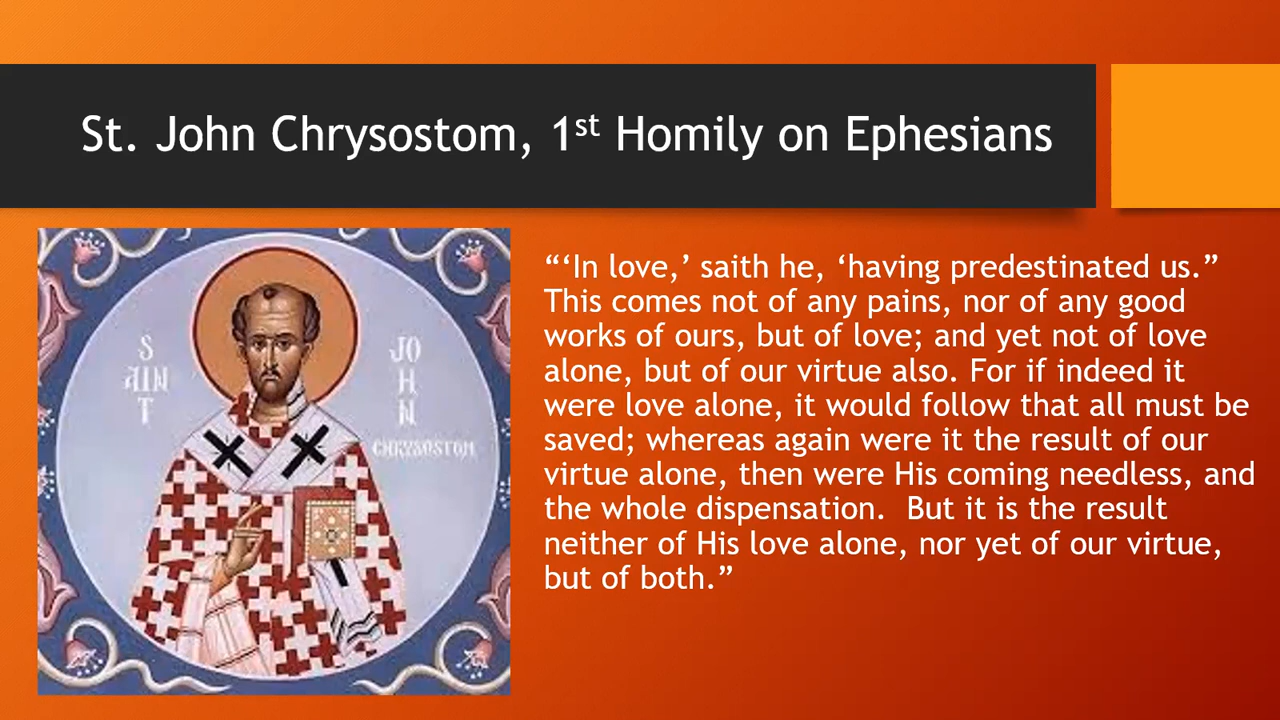 St. John Chrysostom, 1st Homily on Ephesians
S
AIN
T
JO
H
N
CHRYSOSTOM
“‘In love,’ saith he, ‘having predestinated us.”
This comes not of any pains, nor of any good
works of ours, but of love; and yet not of love
alone, but of our virtue also. For if indeed it
were love alone, it would follow that all must be
saved; whereas again were it the result of our
virtue alone, then were His coming needless, and
the whole dispensation.  But it is the result
neither of His love alone, nor yet of our virtue,
but of both.”